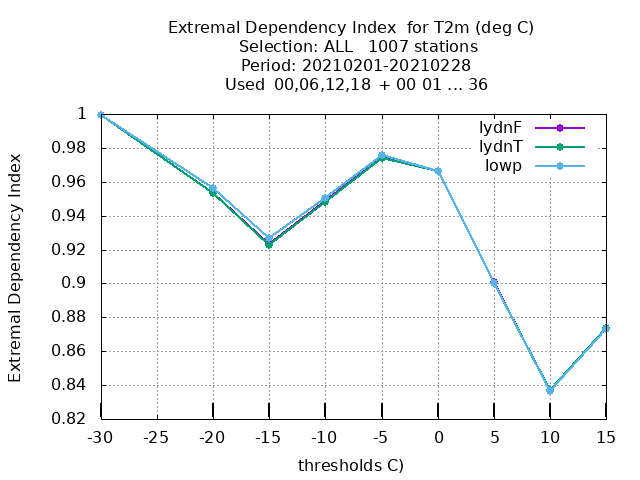 Extremal Dependency Index  for T2m (deg C)
Selection: ALL   1007 stations
Period: 20210201-20210228
Used  00,06,12,18  + 00 01 ... 36
lydnF
lydnT
lowp
Extremal Dependency Index
1
0.98
0.96
0.94
0.92
0.9
0.88
0.86
0.84
0.82
-30 -25 -20 -15 -10 -5 0 5 10 15
thresholds C)